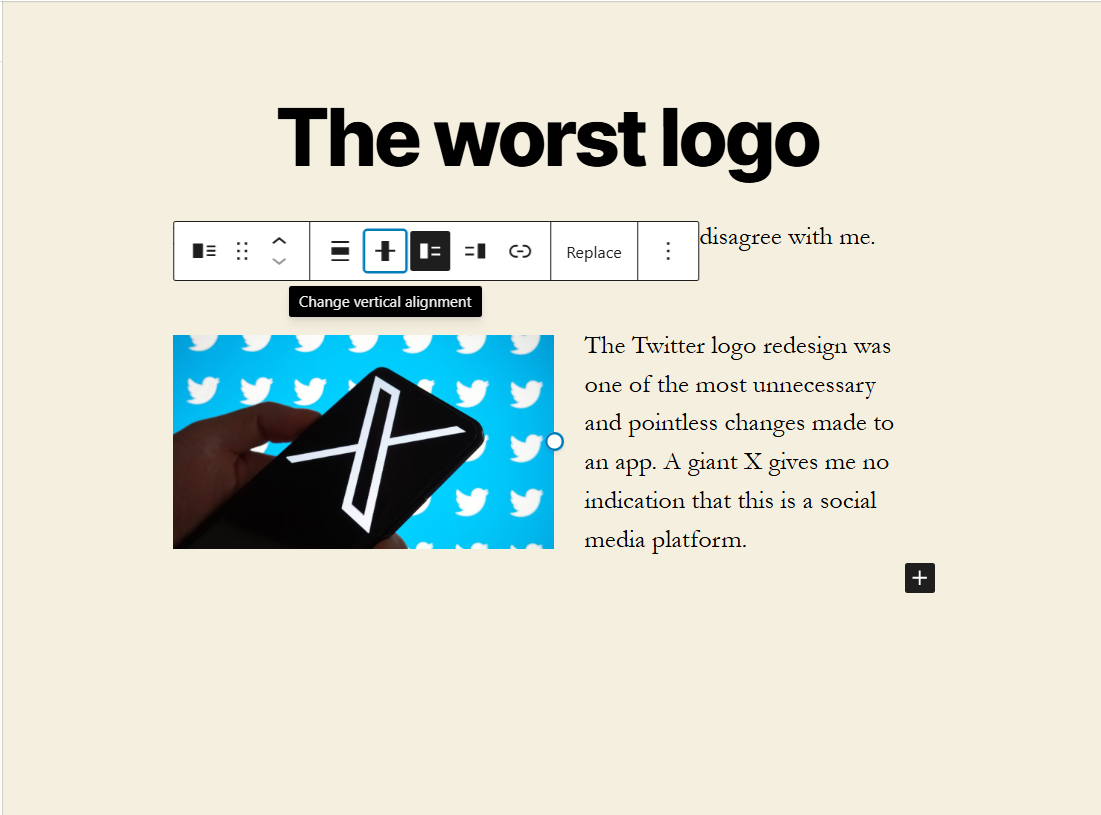 The worst logo
disagree with me.
Replace
Change vertical alignment
The Twitter logo redesign was
one of the most unnecessary
and pointless changes made to
an app. A giant X gives me no
indication that this is a social
media platform.